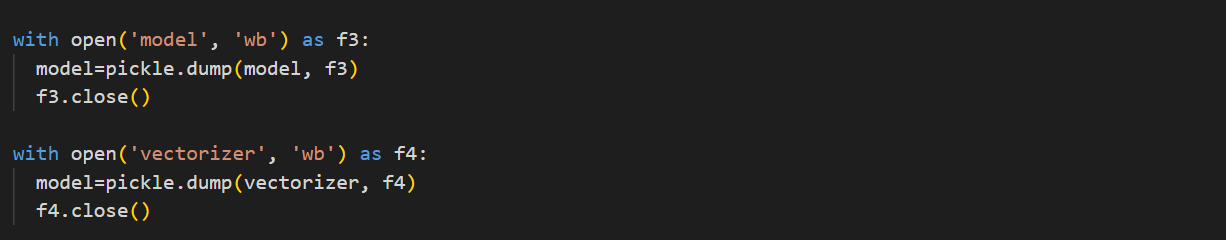 with open('model', 'wb') as f3:
  model=pickle.dump(model, f3)
  f3.close()
with open('vectorizer', 'wb') as f4:
  model=pickle.dump(vectorizer, f4)
  f4.close()